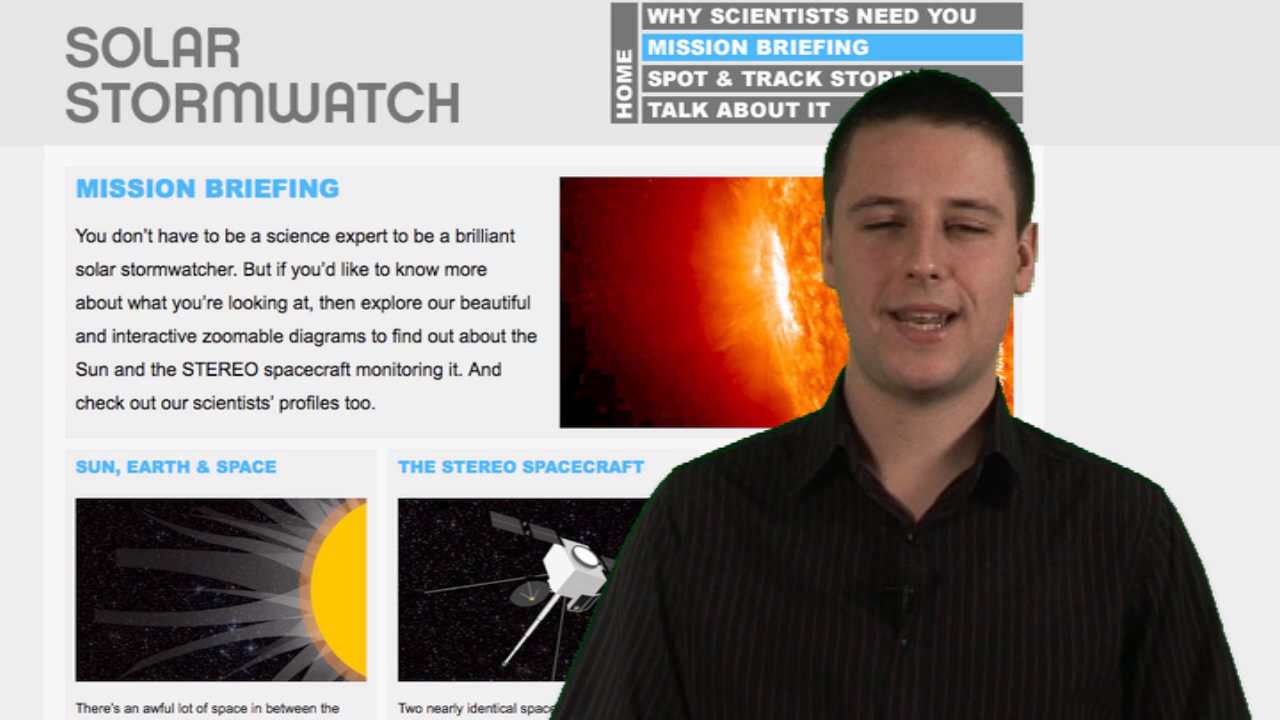 SOLAR
STORMWATCH
HOME
WHY SCIENTISTS NEED YOU
MISSION BRIEFING
SPOT & TRACK
TALK ABOUT IT
MISSION BRIEFING
You don't have to be a science expert to be a brilliant
solar stormwatcher. But if you'd like to know more
about what you're looking at, then explore our beautiful
and interactive zoomable diagrams to find out about the
Sun and the STEREO spacecraft monitoring it. And
check out our scientists' profiles too.
SUN, EARTH & SPACE
THE STEREO SPACECRAFT
There's an awful lot of space in between the
Two nearly identical